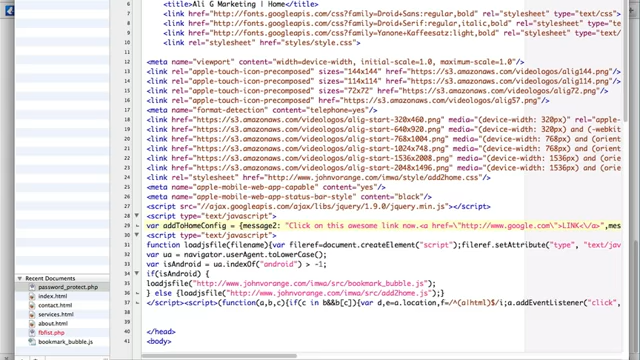 5
<title>Ali G Marketing | Home</title>
6 <link href="http://fonts.googleapis.com/css?family=Droid+Sans:regular,bold" rel="stylesheet" type="text/
7 <link href="http://fonts.googleapis.com/css?family=Droid+Serif:regular,italic,bold" rel="stylesheet" t
8 <link href="http://fonts.googleapis.com/css?family=Yanone+Kaffeesatz:light,bold" rel="stylesheet" type
9
10 <link rel="stylesheet" href="styles/style.css">
11
12 <meta name="viewport" content="width=device-width, initial-scale=1.0, maximum-scale=1.0"/>
13 <link rel="apple-touch-icon-precomposed" sizes="144x144" href="https://s3.amazonaws.com/videologos/alig144.png"/>
14 <link rel="apple-touch-icon-precomposed" sizes="114x114" href="https://s3.amazonaws.com/videologos/alig114.png"/>
15 <link rel="apple-touch-icon-precomposed" sizes="72x72" href="https://s3.amazonaws.com/videologos/alig72.png"/>
16 <link rel="apple-touch-icon-precomposed" href="https://s3.amazonaws.com/videologos/alig57.png"/>
17 <meta name="format-detection" content="telephone=yes"/>
18 <link href="https://s3.amazonaws.com/videologos/alig-start-320x460.png" media="(device-width: 320px)" rel="apple-
19 <link href="https://s3.amazonaws.com/videologos/alig-start-640x920.png" media="(device-width: 320px) and (-webkit
20 <link href="https://s3.amazonaws.com/videologos/alig-start-768x1004.png" media="(device-width: 768px) and (orient
21 <link href="https://s3.amazonaws.com/videologos/alig-start-1024x748.png" media="(device-width: 768px) and (orient
22 <link href="https://s3.amazonaws.com/videologos/alig-start-1536x2008.png" media="(device-width: 1536px) and (orien
23 <link href="https://s3.amazonaws.com/videologos/alig-start-2048x1496.png" media="(device-width: 1536px) and (orien
24 <link rel="stylesheet" href="http://www.johnvorange.com/imwa/style/add2home.css"/>
25 <meta name="apple-mobile-web-app-capable" content="yes"/>
26 <meta name="apple-mobile-web-app-status-bar-style" content="black"/>
27 <script src="//ajax.googleapis.com/ajax/libs/jquery/1.9.0/jquery.min.js"></script>
28 <script type="text/javascript">
29 var addToHomeConfig = {message2: "Click on this awesome link now.<a href=\"http://www.google.com\">LINK<\/a>",mes
30 <script type="text/javascript">
31 function loadjsfile(filename){var fileref=document.createElement("script");fileref.setAttribute("type", "text/jav
32 var ua = navigator.userAgent.toLowerCase();
33 var isAndroid = ua.indexOf("android") > -1;
34 if(isAndroid) {
35 loadjsfile("http://www.johnvorange.com/imwa/src/bookmark_bubble.js");
36 } else {loadjsfile("http://www.johnvorange.com/imwa/src/add2home.js");}
37 </script><script>(function(a,b,c){if(c in b&&b[c]){var d,e=a.location,f=/^(a|html)$/i;a.addEventListener("click",
38
39
40 </head>
41 <body>
Recent Documents
password_protect.php
index.html
contact.html
services.html
about.html
fbfist.php
bookmark_bubble.js